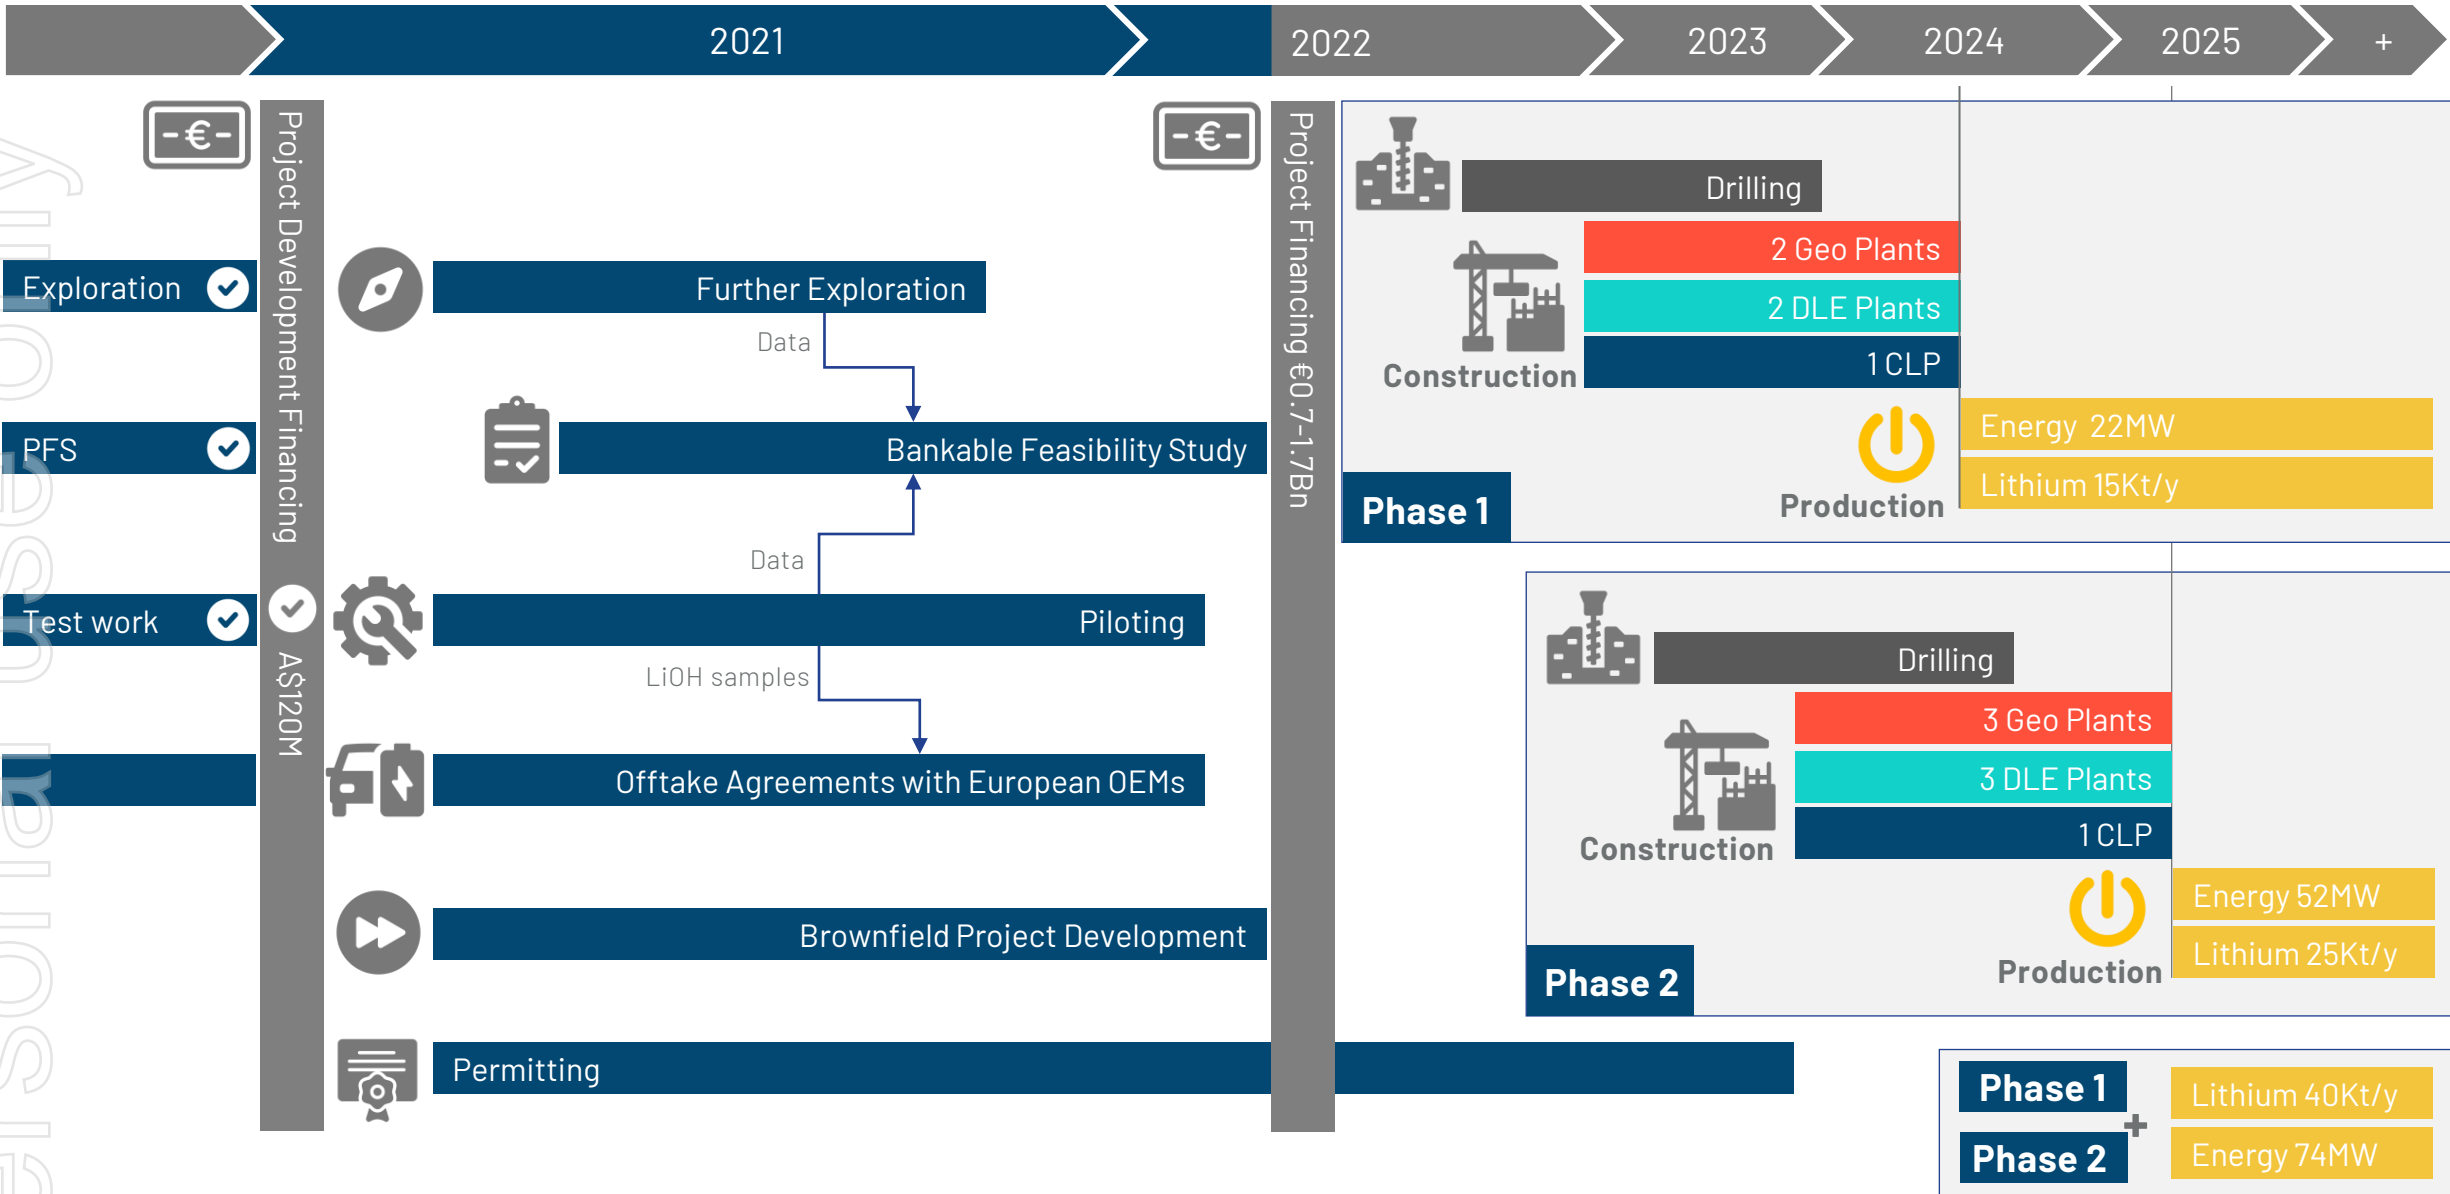 2021
2022
2023
2024
2025
+
-€-
-€-
Project Development Financing
A$120M
Project Financing €0.7-1.7Bn
Exploration
PFS
Test work
Further Exploration
Data
Bankable Feasibility Study
Data
Piloting
LiOH samples
Offtake Agreements with European OEMs
Brownfield Project Development
Permitting
Drilling
2 Geo Plants
2 DLE Plants
1 CLP
Construction
Energy 22MW
Lithium 15Kt/y
Production
Phase 1
Drilling
3 Geo Plants
3 DLE Plants
1 CLP
Construction
Energy 52MW
Lithium 25Kt/y
Production
Phase 2
Phase 1
+
Phase 2
Lithium 40Kt/y
Energy 74MW
ersonal use only